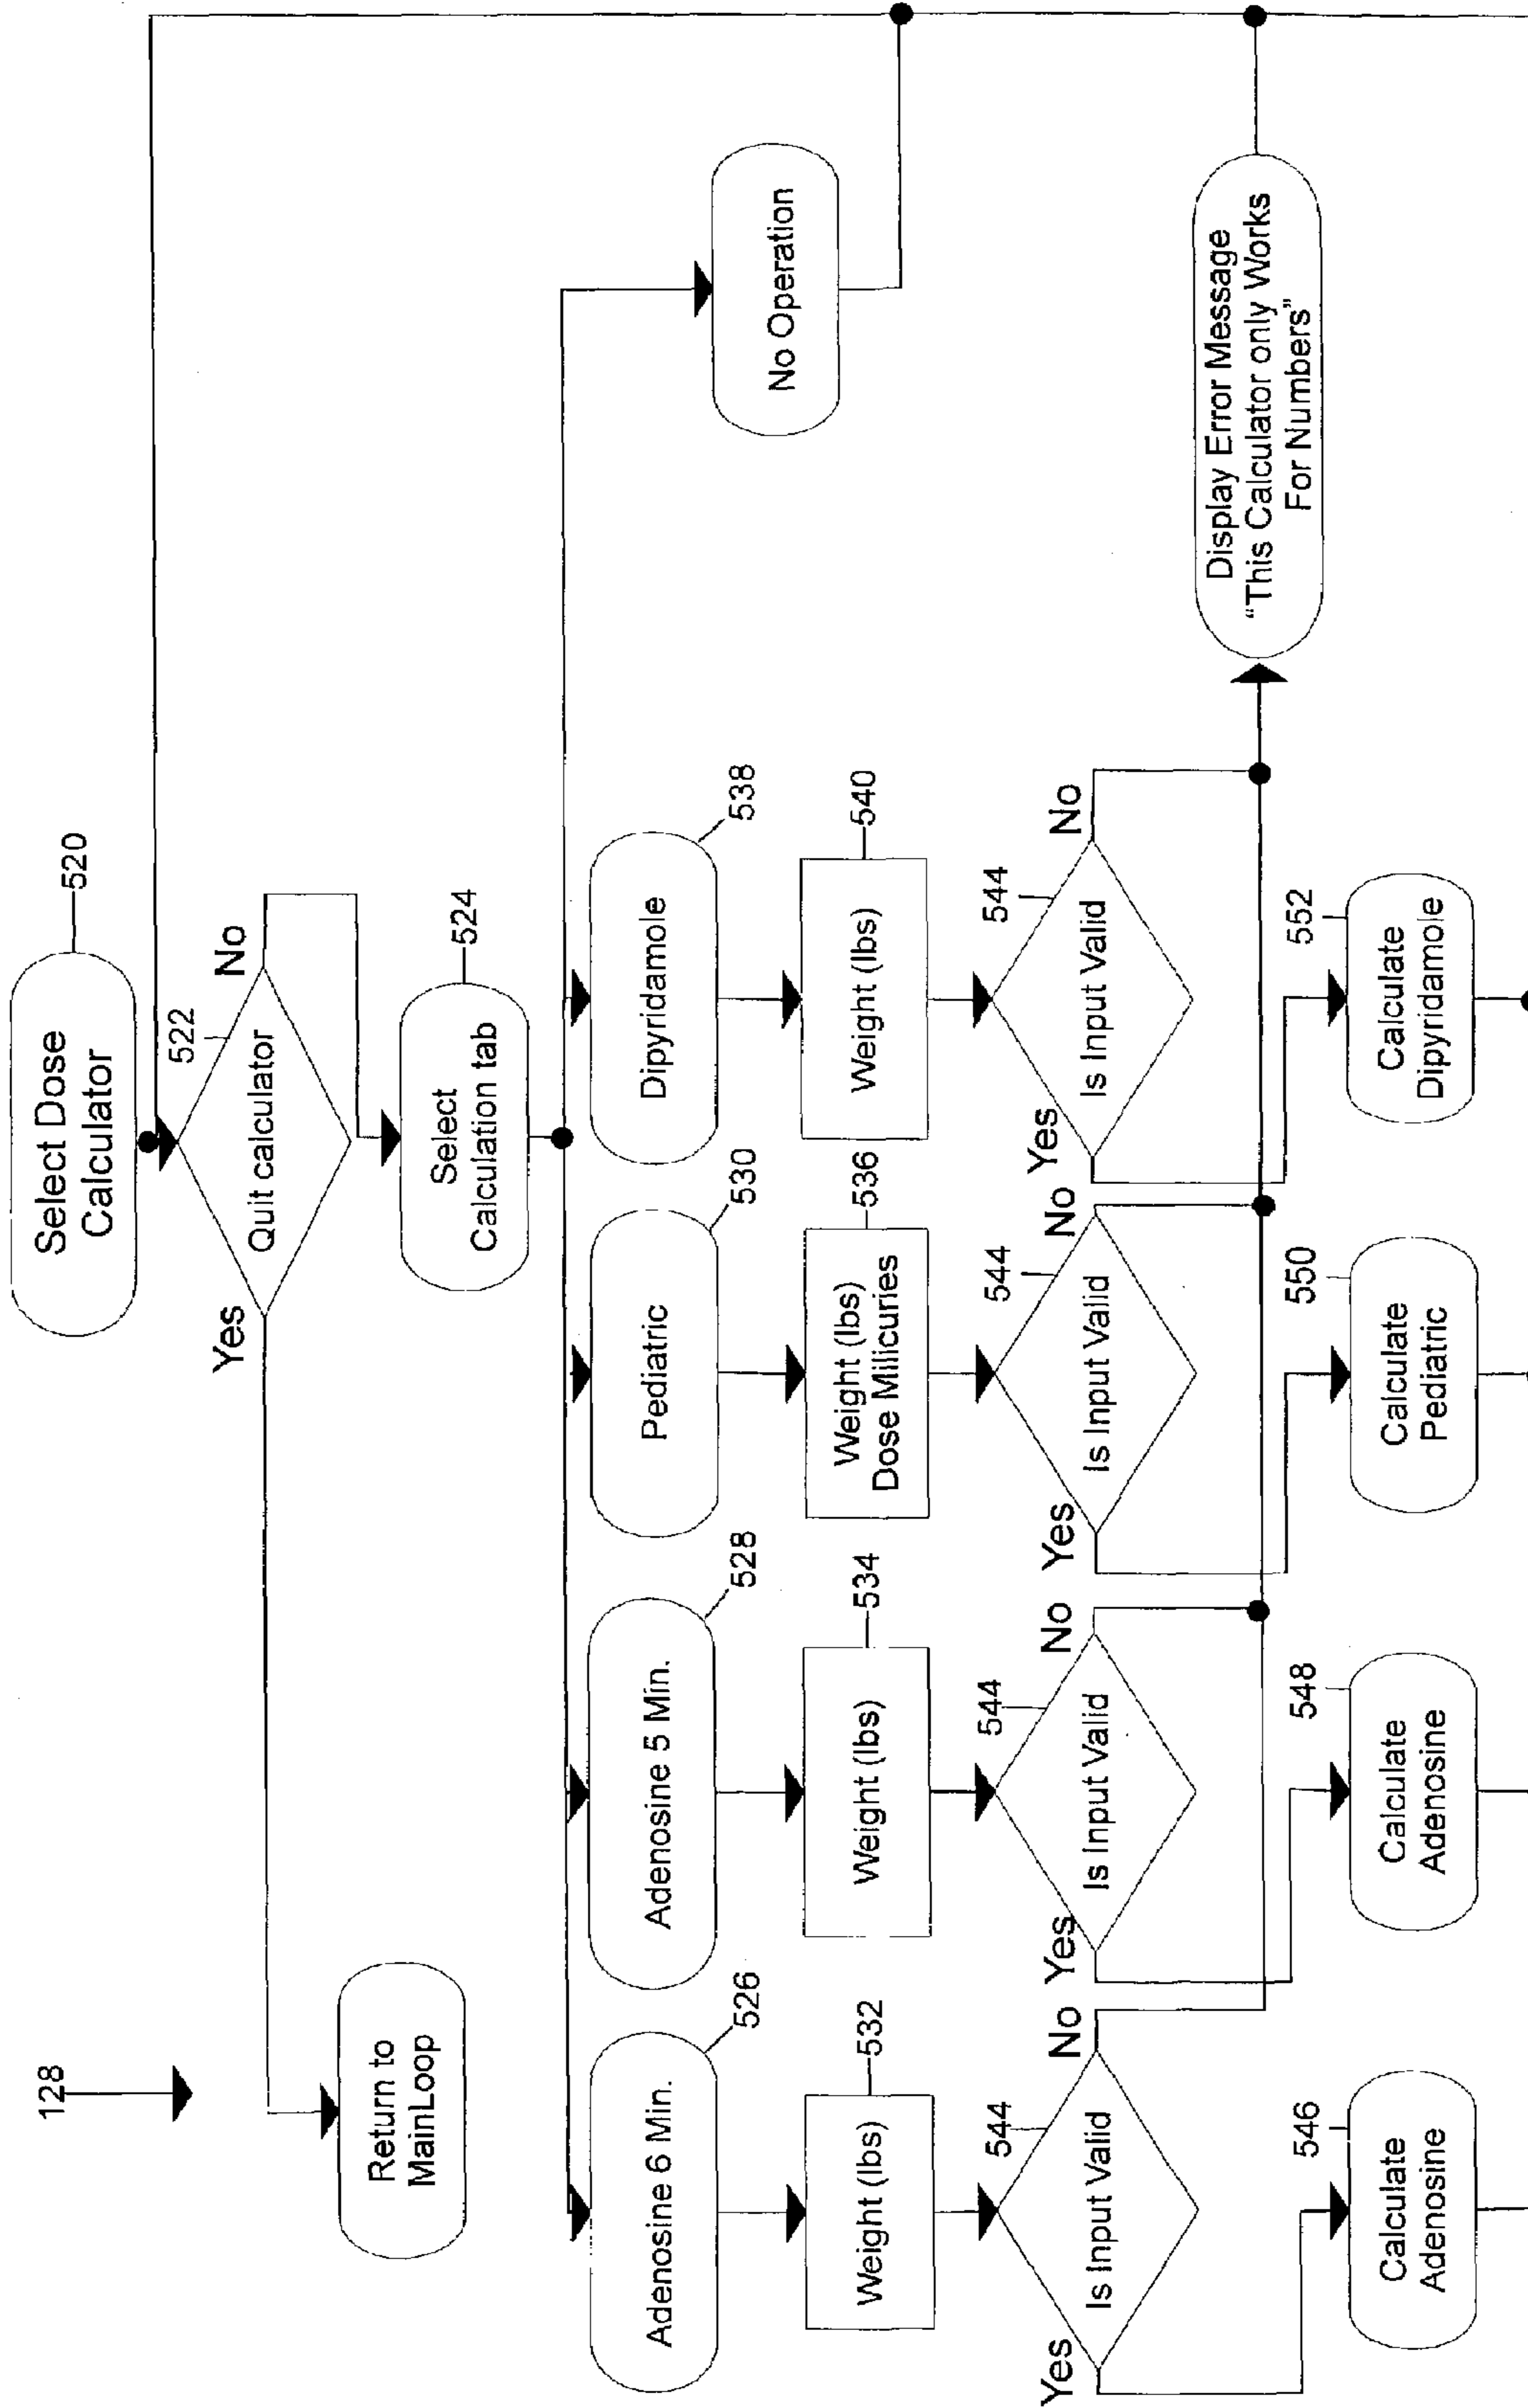 128
Select Dose
Calculator
520
522
Quit calculator
Yes
No
Return to
MainLoop
Select
Calculation tab
524
Adenosine 6 Min.
526
Adenosine 5 Min.
528
Pediatric
530
Dipyridamole
538
No Operation
Weight (lbs)
532
Weight (lbs)
534
Weight (lbs)
Dose Milicuries
536
Weight (lbs)
540
544
Is Input Valid
Yes
No
544
Is Input Valid
Yes
No
544
Is Input Valid
Yes
No
544
Is Input Valid
Yes
No
Display Error Message
“This Calculator only Works
For Numbers”
Calculate
Adenosine
546
Calculate
Adenosine
548
Calculate
Pediatric
550
Calculate
Dipyridamole
552